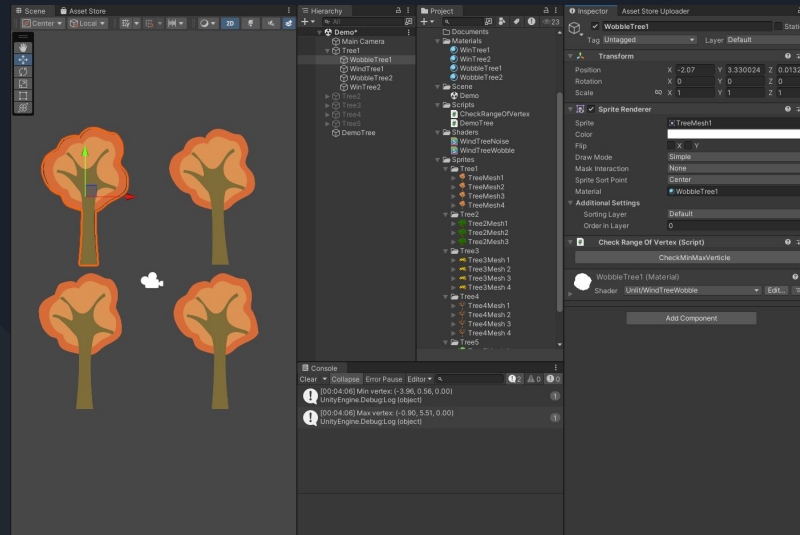 Scene
Asset Store
Center
Local
2D
Hierarchy
All
Demo*
Main Camera
Tree1
WobbleTree1
WindTree1
WobbleTree2
WinTree2
Tree2
Tree3
Tree4
Tree5
DemoTree
Project
23
Documents
Materials
WinTree1
WinTree2
WobbleTree1
WobbleTree2
Scene
Demo
Scripts
CheckRangeOfVertex
DemoTree
Shaders
WindTreeNoise
WindTreeWobble
Sprites
Tree1
TreeMesh1
TreeMesh2
TreeMesh3
TreeMesh4
Tree2
Tree2Mesh1
Tree2Mesh2
Tree2Mesh3
Tree3
Tree3Mesh 1
Tree3Mesh 2
Tree3Mesh 3
Tree3Mesh 4
Tree4
Tree4Mesh 1
Tree4Mesh 2
Tree4Mesh 3
Tree4Mesh 4
Tree5
Console
Clear Collapse Error Pause Editor 2 0 0
[00:04:06] Min vertex: (-3.96, 0.56, 0.00)
UnityEngine.Debug:Log (object)
1
[00:04:06] Max vertex: (-0.90, 5.51, 0.00)
UnityEngine.Debug:Log (object)
1
Inspector Asset Store Uploader
WobbleTree1 Stati
Tag Untagged Layer Default
Transform
Position X -2.07 Y 3.330024 Z 0.0132
Rotation X 0 Y 0 Z 0
Scale X 1 Y 1 Z 1
Sprite Renderer
Sprite TreeMesh1
Color
Flip X Y
Draw Mode Simple
Mask Interaction None
Sprite Sort Point Center
Material WobbleTree1
Additional Settings
Sorting Layer Default
Order in Layer 0
# Check Range Of Vertex (Script)
CheckMinMaxVerticle
WobbleTree1 (Material)
Shader Unlit/WindTreeWobble Edit...
Add Component